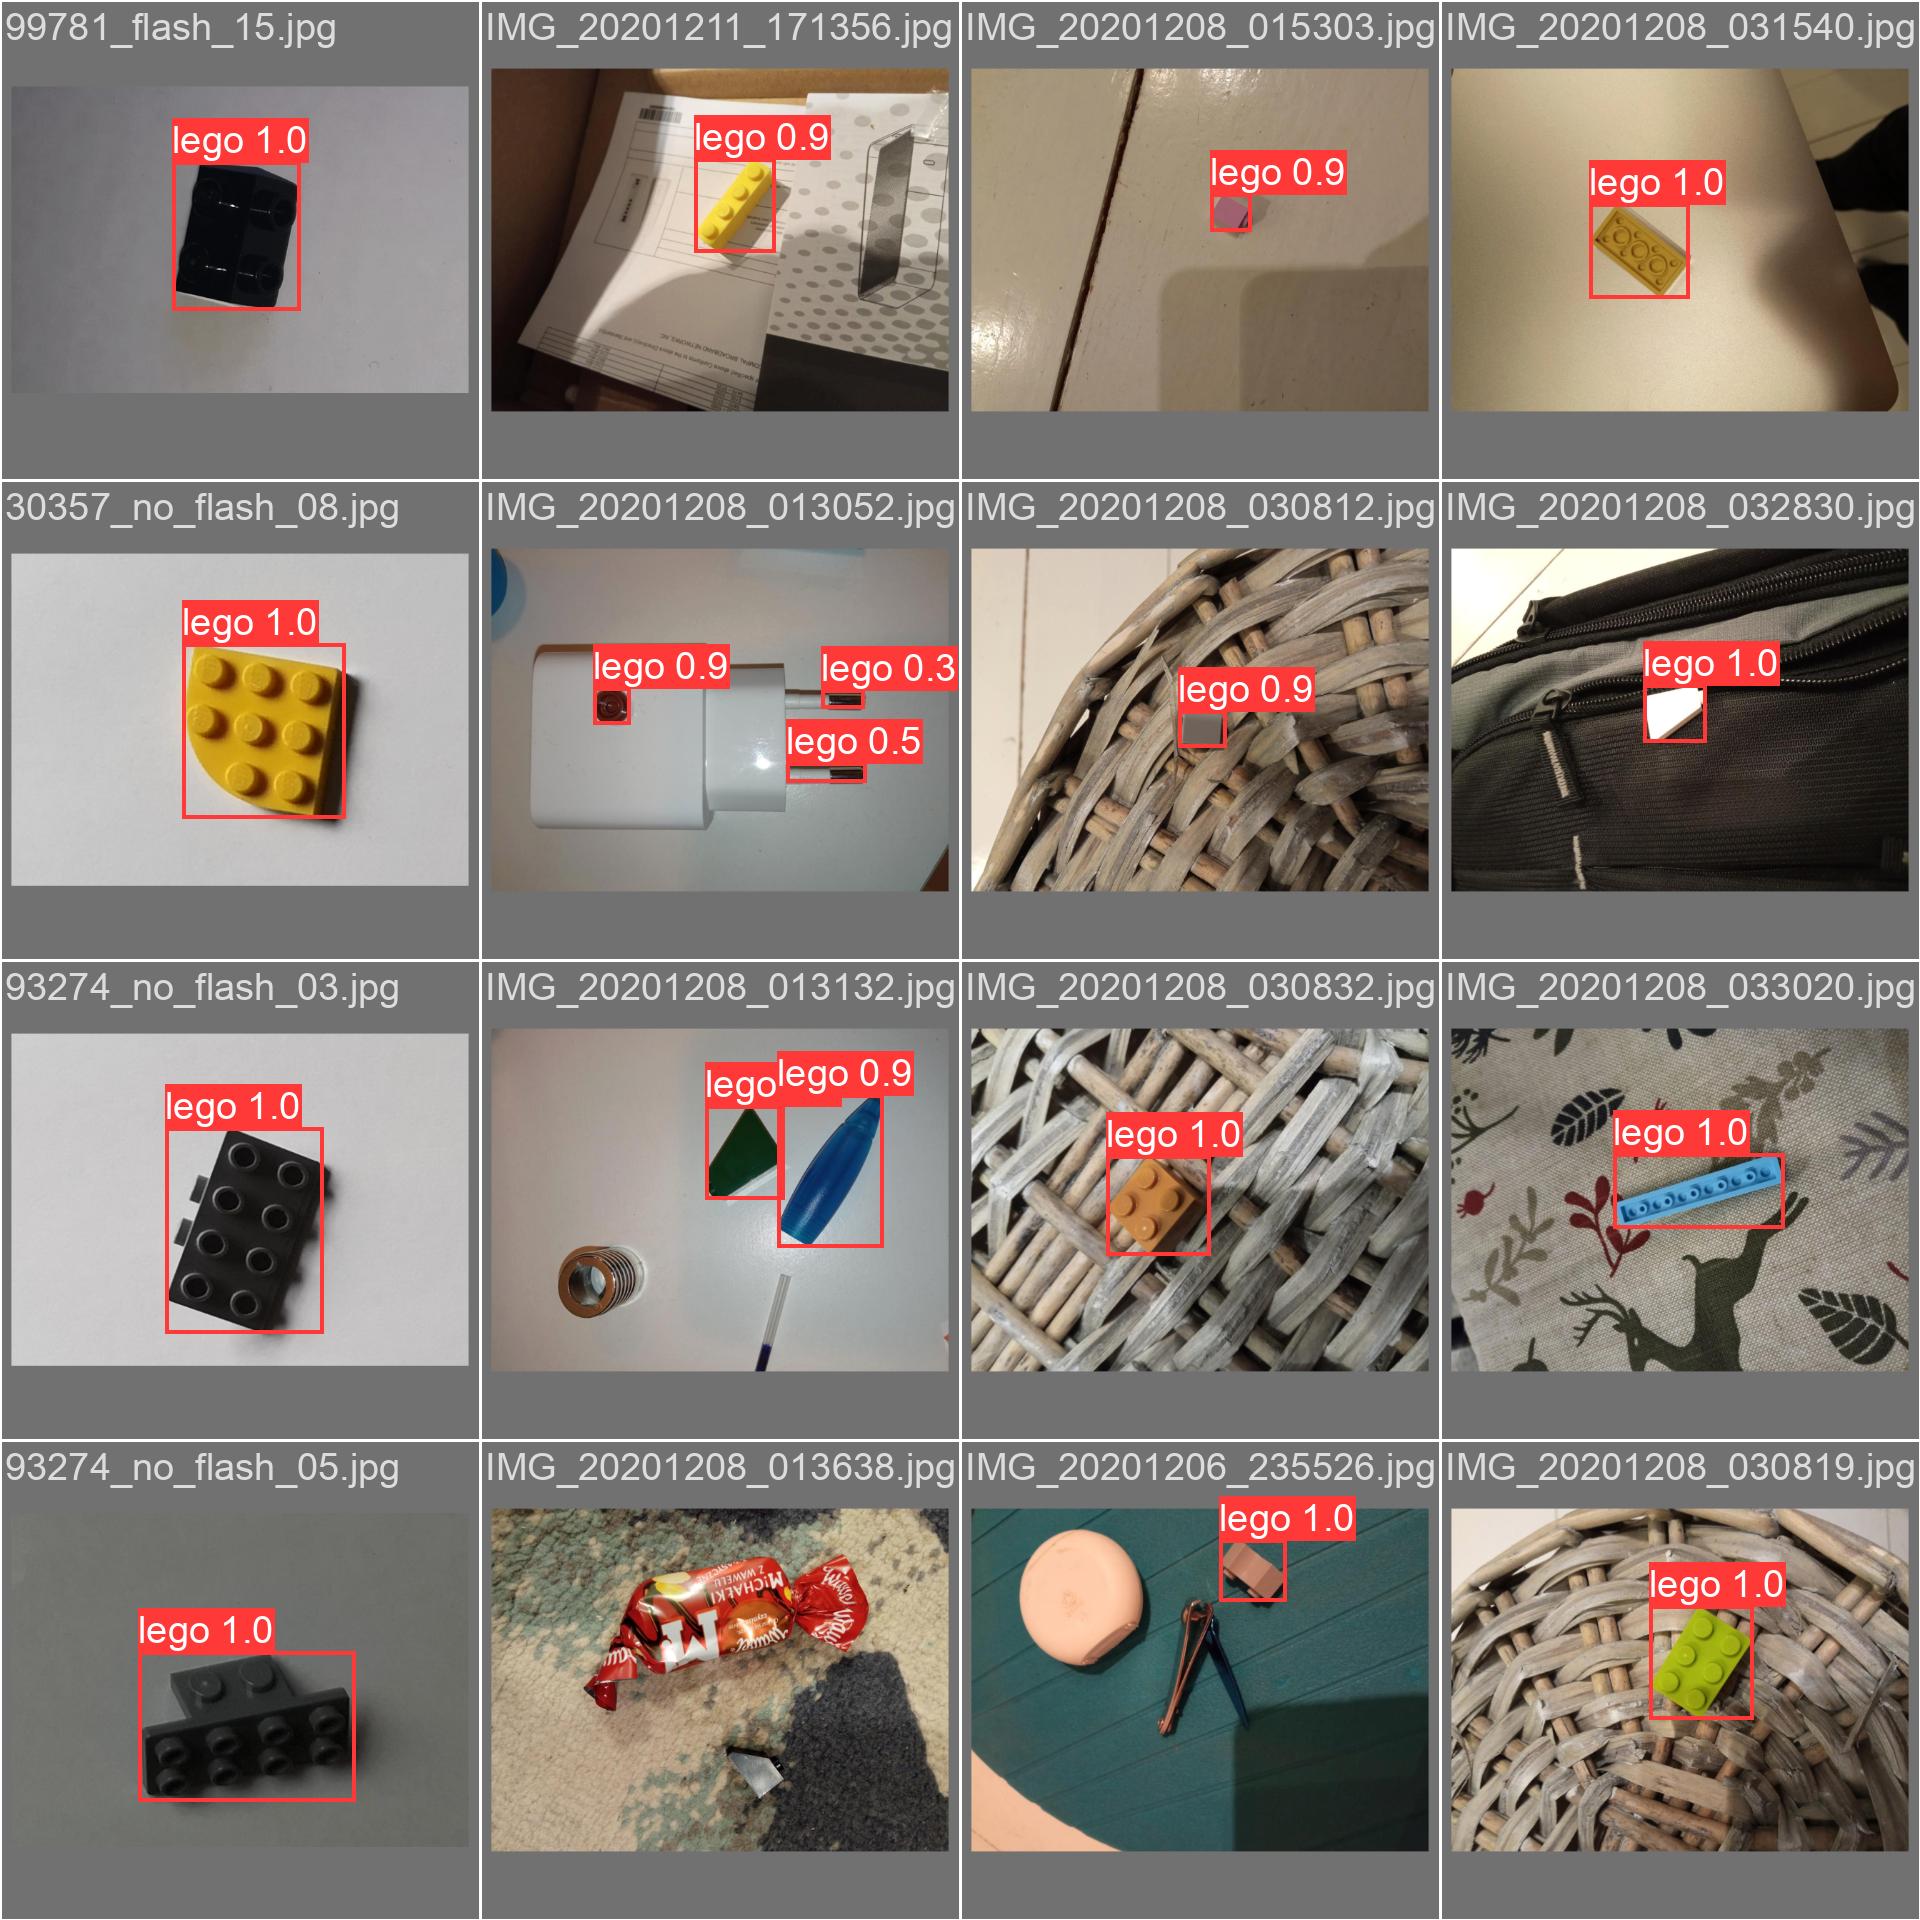 99781_flash_15.jpg
IMG_20201211_171356.jpg
IMG_20201208_015303.jpg
IMG_20201208_031540.jpg
lego 1.0
lego 0.9
lego 0.9
lego 1.0
30357_no_flash_08.jpg
IMG_20201208_013052.jpg
IMG_20201208_030812.jpg
IMG_20201208_032830.jpg
lego 1.0
lego 0.9
lego 0.3
lego 0.5
lego 0.9
lego 1.0
93274_no_flash_03.jpg
IMG_20201208_013132.jpg
IMG_20201208_030832.jpg
IMG_20201208_033020.jpg
lego 1.0
lego
lego 0.9
lego 1.0
lego 1.0
93274_no_flash_05.jpg
IMG_20201208_013638.jpg
IMG_20201206_235526.jpg
IMG_20201208_030819.jpg
lego 1.0
MICHAŁKI
Z WAWELU
M
Wawel
lego 1.0
lego 1.0